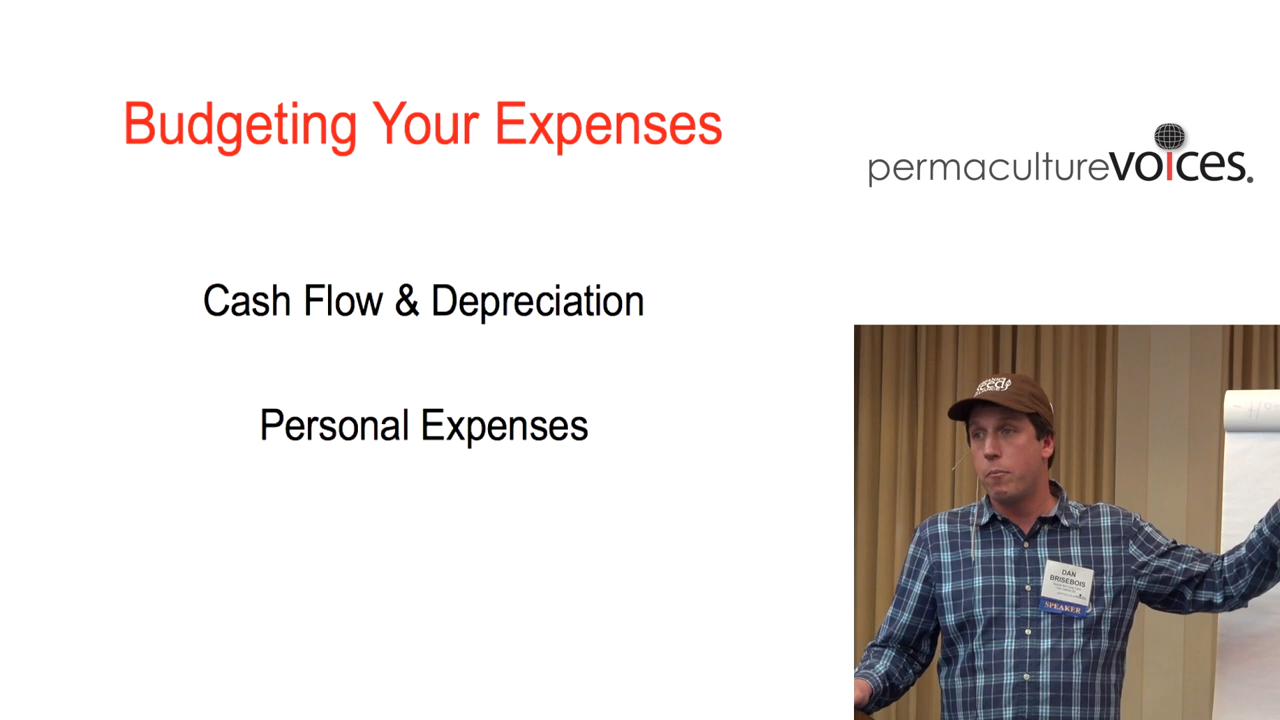 Budgeting Your Expenses
permaculturevoices.
Cash Flow & Depreciation
Personal Expenses
DAN
BRISEBOIS
SPEAKER